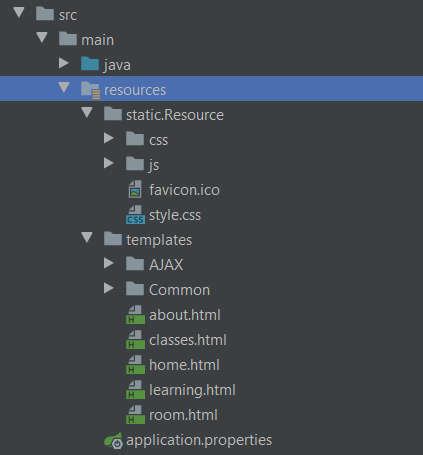 src
main
java
resources
static.Resource
css
js
favicon.ico
CSS style.css
templates
AJAX
Common
H about.html
H classes.html
H home.html
H learning.html
H room.html
application.properties